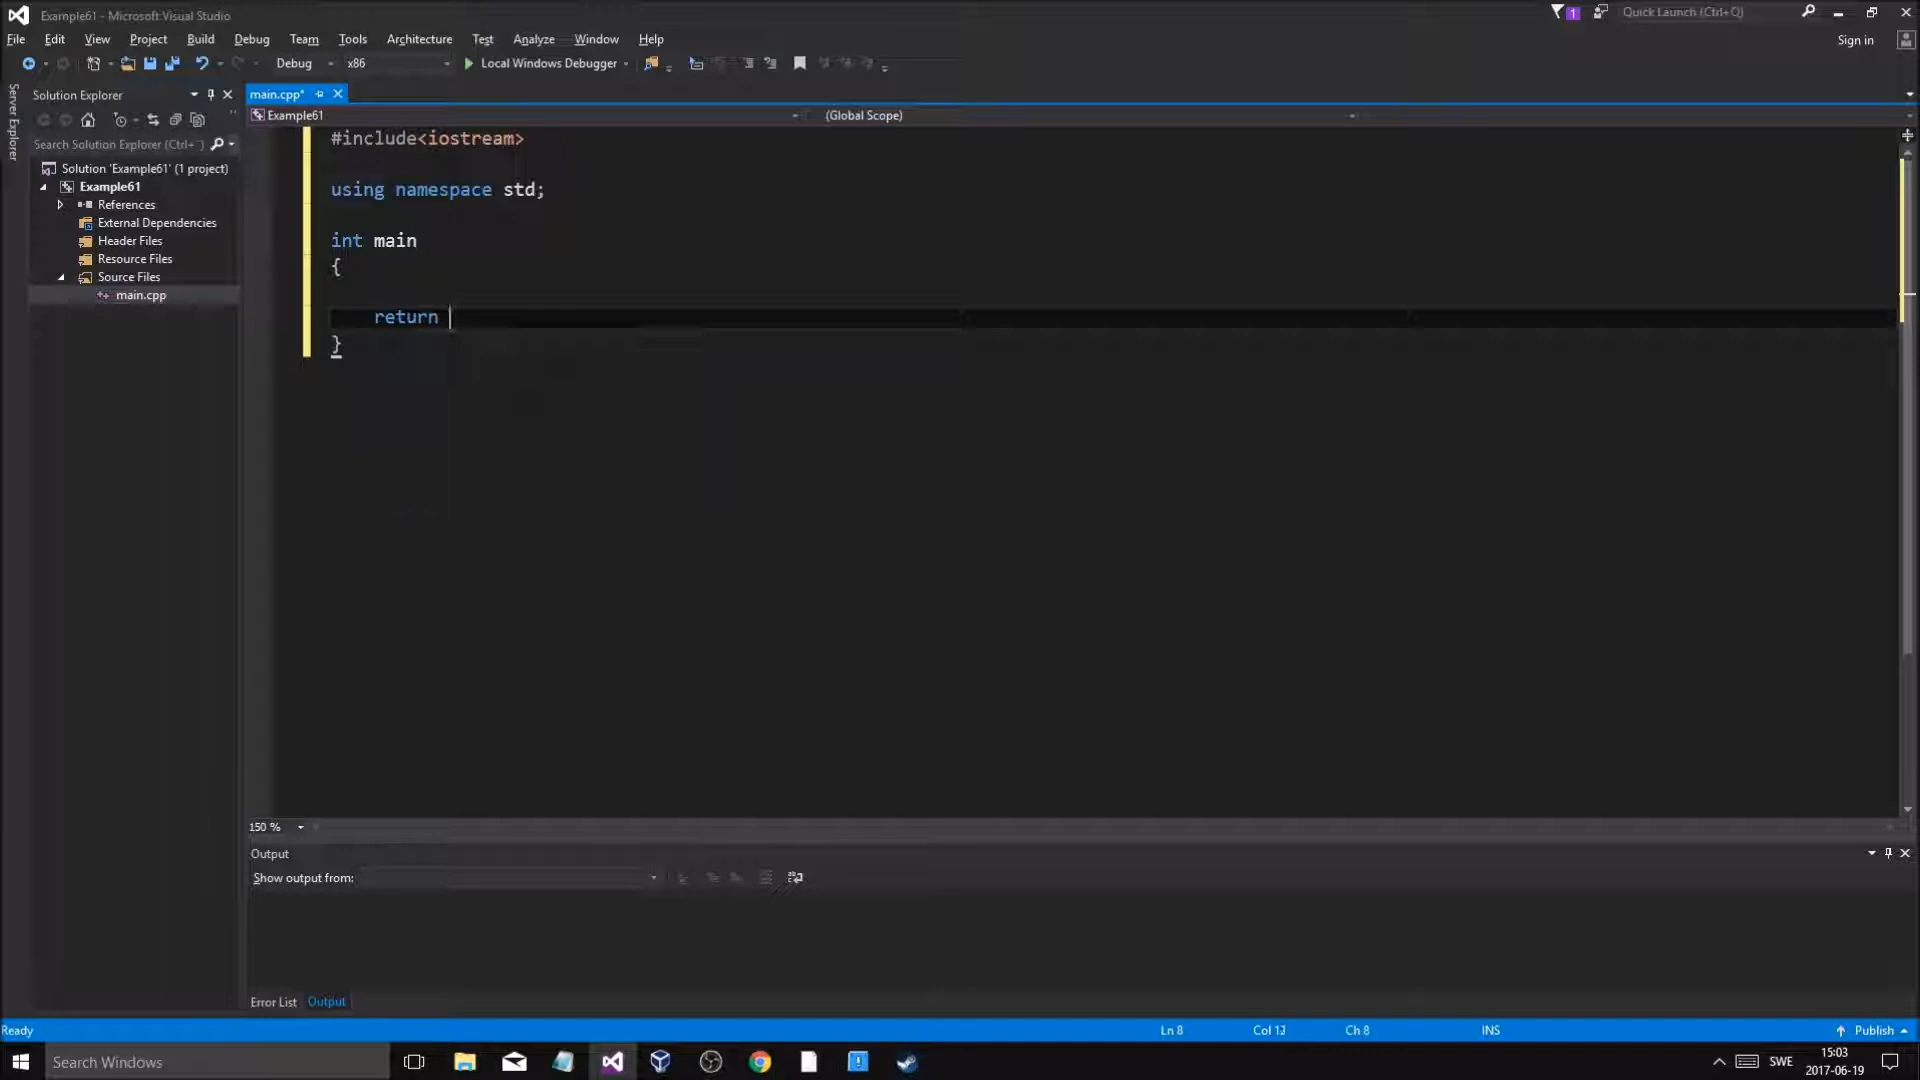 Example61 - Microsoft Visual Studio
1
Quick Launch (Ctrl+Q)
File Edit View Project Build Debug Team Tools Architecture Test Analyze Window Help
Sign in
Debug x86 Local Windows Debugger
Server Explorer
Solution Explorer
main.cpp*
Example61
(Global Scope)
Search Solution Explorer (Ctrl+
Solution 'Example61' (1 project)
Example61
References
External Dependencies
Header Files
Resource Files
Source Files
main.cpp
#include<iostream>
using namespace std;
int main
{
return
}
150 %
Output
Show output from:
Error List Output
Ready
Ln 8 Col 12 Ch 8 INS
Publish
Search Windows
SWE
15:03
2017-06-19